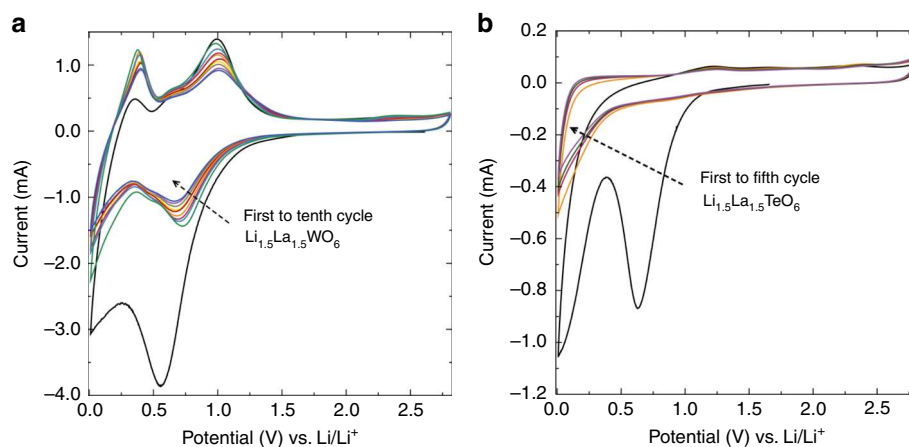 a
1.0
0.0
–1.0
–2.0
–3.0
–4.0
Current (mA)
First to tenth cycle
Li1.5La1.5WO6
0.0 0.5 1.0 1.5 2.0 2.5
Potential (V) vs. Li/Li+
b
0.2
0.0
–0.2
–0.4
–0.6
–0.8
–1.0
–1.2
Current (mA)
First to fifth cycle
Li1.5La1.5TeO6
0.0 0.5 1.0 1.5 2.0 2.5
Potential (V) vs. Li/Li+